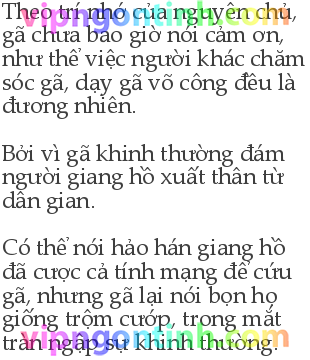 Theo trí nhớ của nguyên chủ,
gã chưa bao giờ nói cảm ơn,
như thể việc người khác chăm
sóc gã, dạy gã võ công đều là
đương nhiên.
Bởi vì gã khinh thường đám
người giang hồ xuất thân từ
dân gian.
Có thể nói hảo hán giang hồ
đã cược cả tính mạng để cứu
gã, nhưng gã lại nói bọn họ
giống trộm cướp, trong mắt
tràn ngập sự khinh thường.
vipngontinh.com
vipngontinh.com
vipngontinh.com